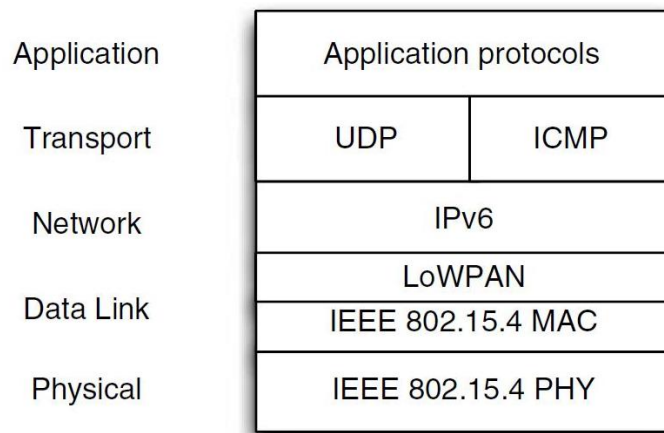 Application Application protocols
Transport UDP ICMP
Network IPv6
LoWPAN
Data Link
IEEE 802.15.4 MAC
Physical IEEE 802.15.4 PHY